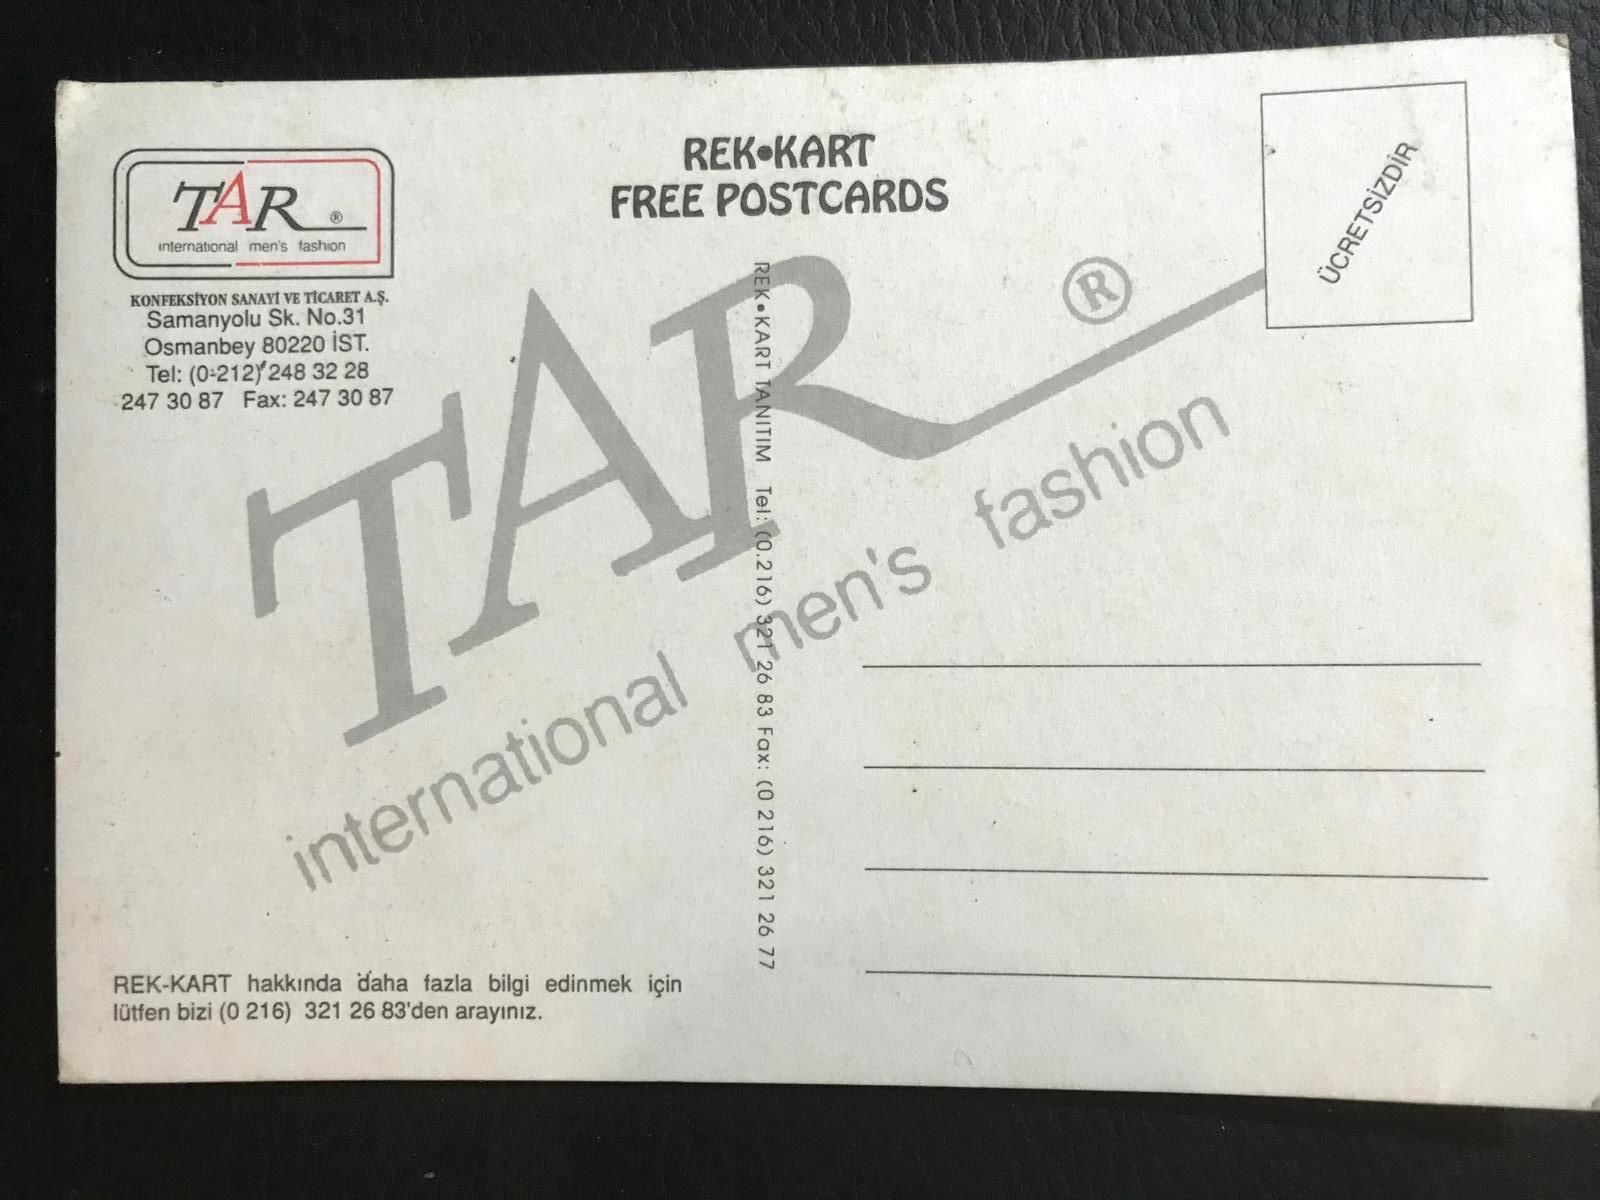 TAR ®
international men's fashion
KONFEKSİYON SANAYİ VE TİCARET A.Ş.
Samanyolu Sk. No.31
Osmanbey 80220 İST.
Tel: (0-212) 248 32 28
247 30 87 Fax: 247 30 87
REK•KART
FREE POSTCARDS
ÜCRETSİZDİR
TAR ®
international men's fashion
REK•KART TANITIM Tel: (0.216) 321 26 83 Fax: (0 216) 321 26 77
REK-KART hakkında daha fazla bilgi edinmek için
lütfen bizi (0 216) 321 26 83'den arayınız.